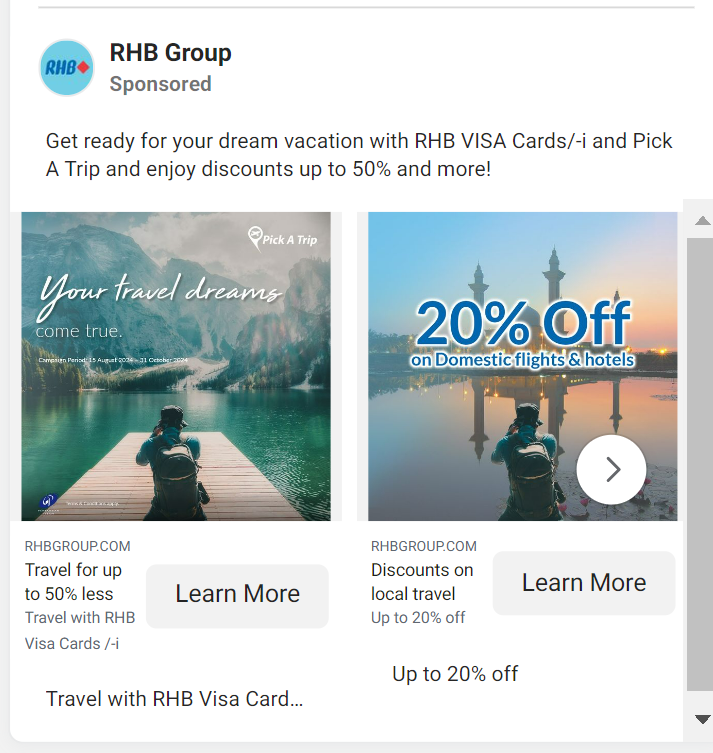 RHB
RHB Group
Sponsored
Get ready for your dream vacation with RHB VISA Cards/-i and Pick
A Trip and enjoy discounts up to 50% and more!
Pick A Trip
Your travel dreams
come true.
Campaign Period: 15 August 2024 – 31 October 2024
Terms & Conditions apply.
20% Off
on Domestic flights & hotels
RHBGROUP.COM
Travel for up
to 50% less
Travel with RHB
Visa Cards /-i
Learn More
Travel with RHB Visa Card...
RHBGROUP.COM
Discounts on
local travel
Up to 20% off
Learn More
Up to 20% off